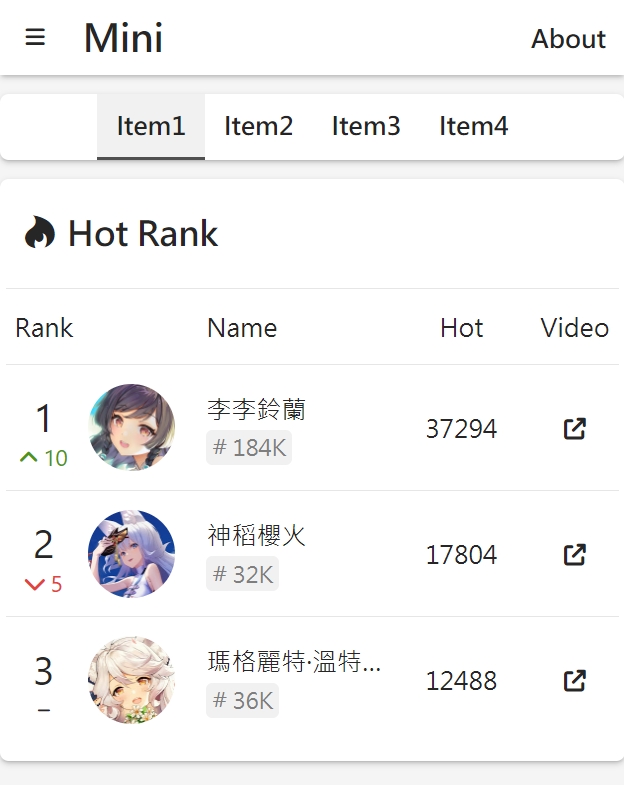 Mini About
Item1 Item2 Item3 Item4
Hot Rank
Rank Name Hot Video
1
10
李李鈴蘭
# 184K
37294
2
5
神稻櫻火
# 32K
17804
3
–
瑪格麗特·溫特...
# 36K
12488